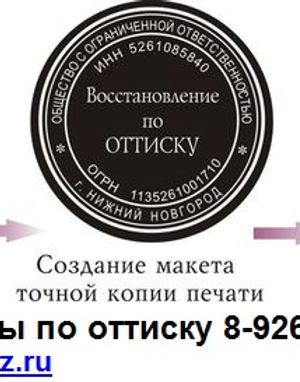 ОБЩЕСТВО С ОГРАНИЧЕННОЙ ОТВЕТСТВЕННОСТЬЮ
ИНН 5261085840
Восстановление
по
ОТТИСКУ
ОГРН 1135261001710
* г. НИЖНИЙ НОВГОРОД *
Создание макета
точной копии печати
ы по оттиску 8-926
z.ru